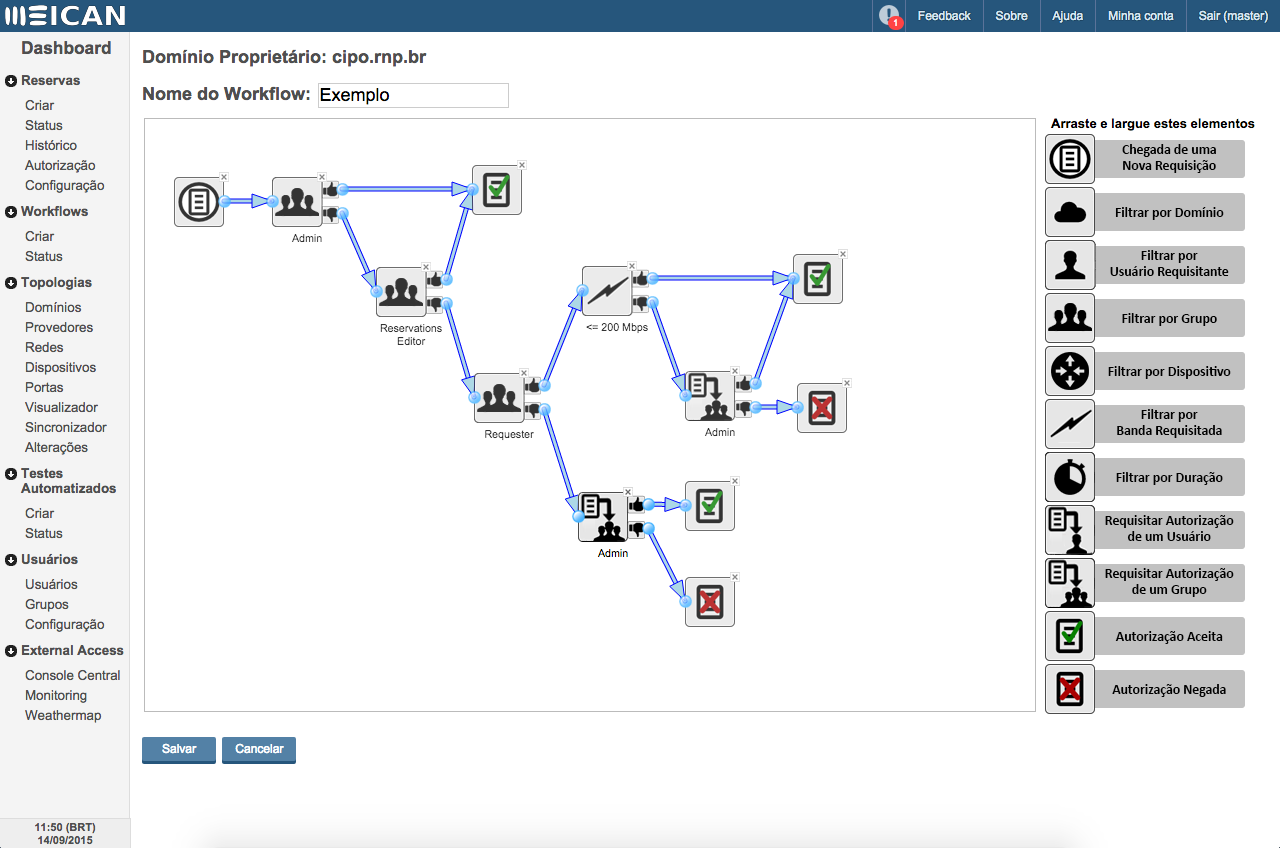 MEICAN
1
Feedback
Sobre
Ajuda
Minha conta
Sair (master)
Dashboard
Reservas
Criar
Status
Histórico
Autorização
Configuração
Workflows
Criar
Status
Topologias
Domínios
Provedores
Redes
Dispositivos
Portas
Visualizador
Sincronizador
Alterações
Testes
Automatizados
Criar
Status
Usuários
Usuários
Grupos
Configuração
External Access
Console Central
Monitoring
Weathermap
11:50 (BRT)
14/09/2015
Domínio Proprietário: cipo.rnp.br
Nome do Workflow: Exemplo
Admin
Reservations
Editor
<= 200 Mbps
Requester
Admin
Admin
Arraste e largue estes elementos
Chegada de uma
Nova Requisição
Filtrar por Domínio
Filtrar por
Usuário Requisitante
Filtrar por Grupo
Filtrar por Dispositivo
Filtrar por
Banda Requisitada
Filtrar por Duração
Requisitar Autorização
de um Usuário
Requisitar Autorização
de um Grupo
Autorização Aceita
Autorização Negada
Salvar
Cancelar